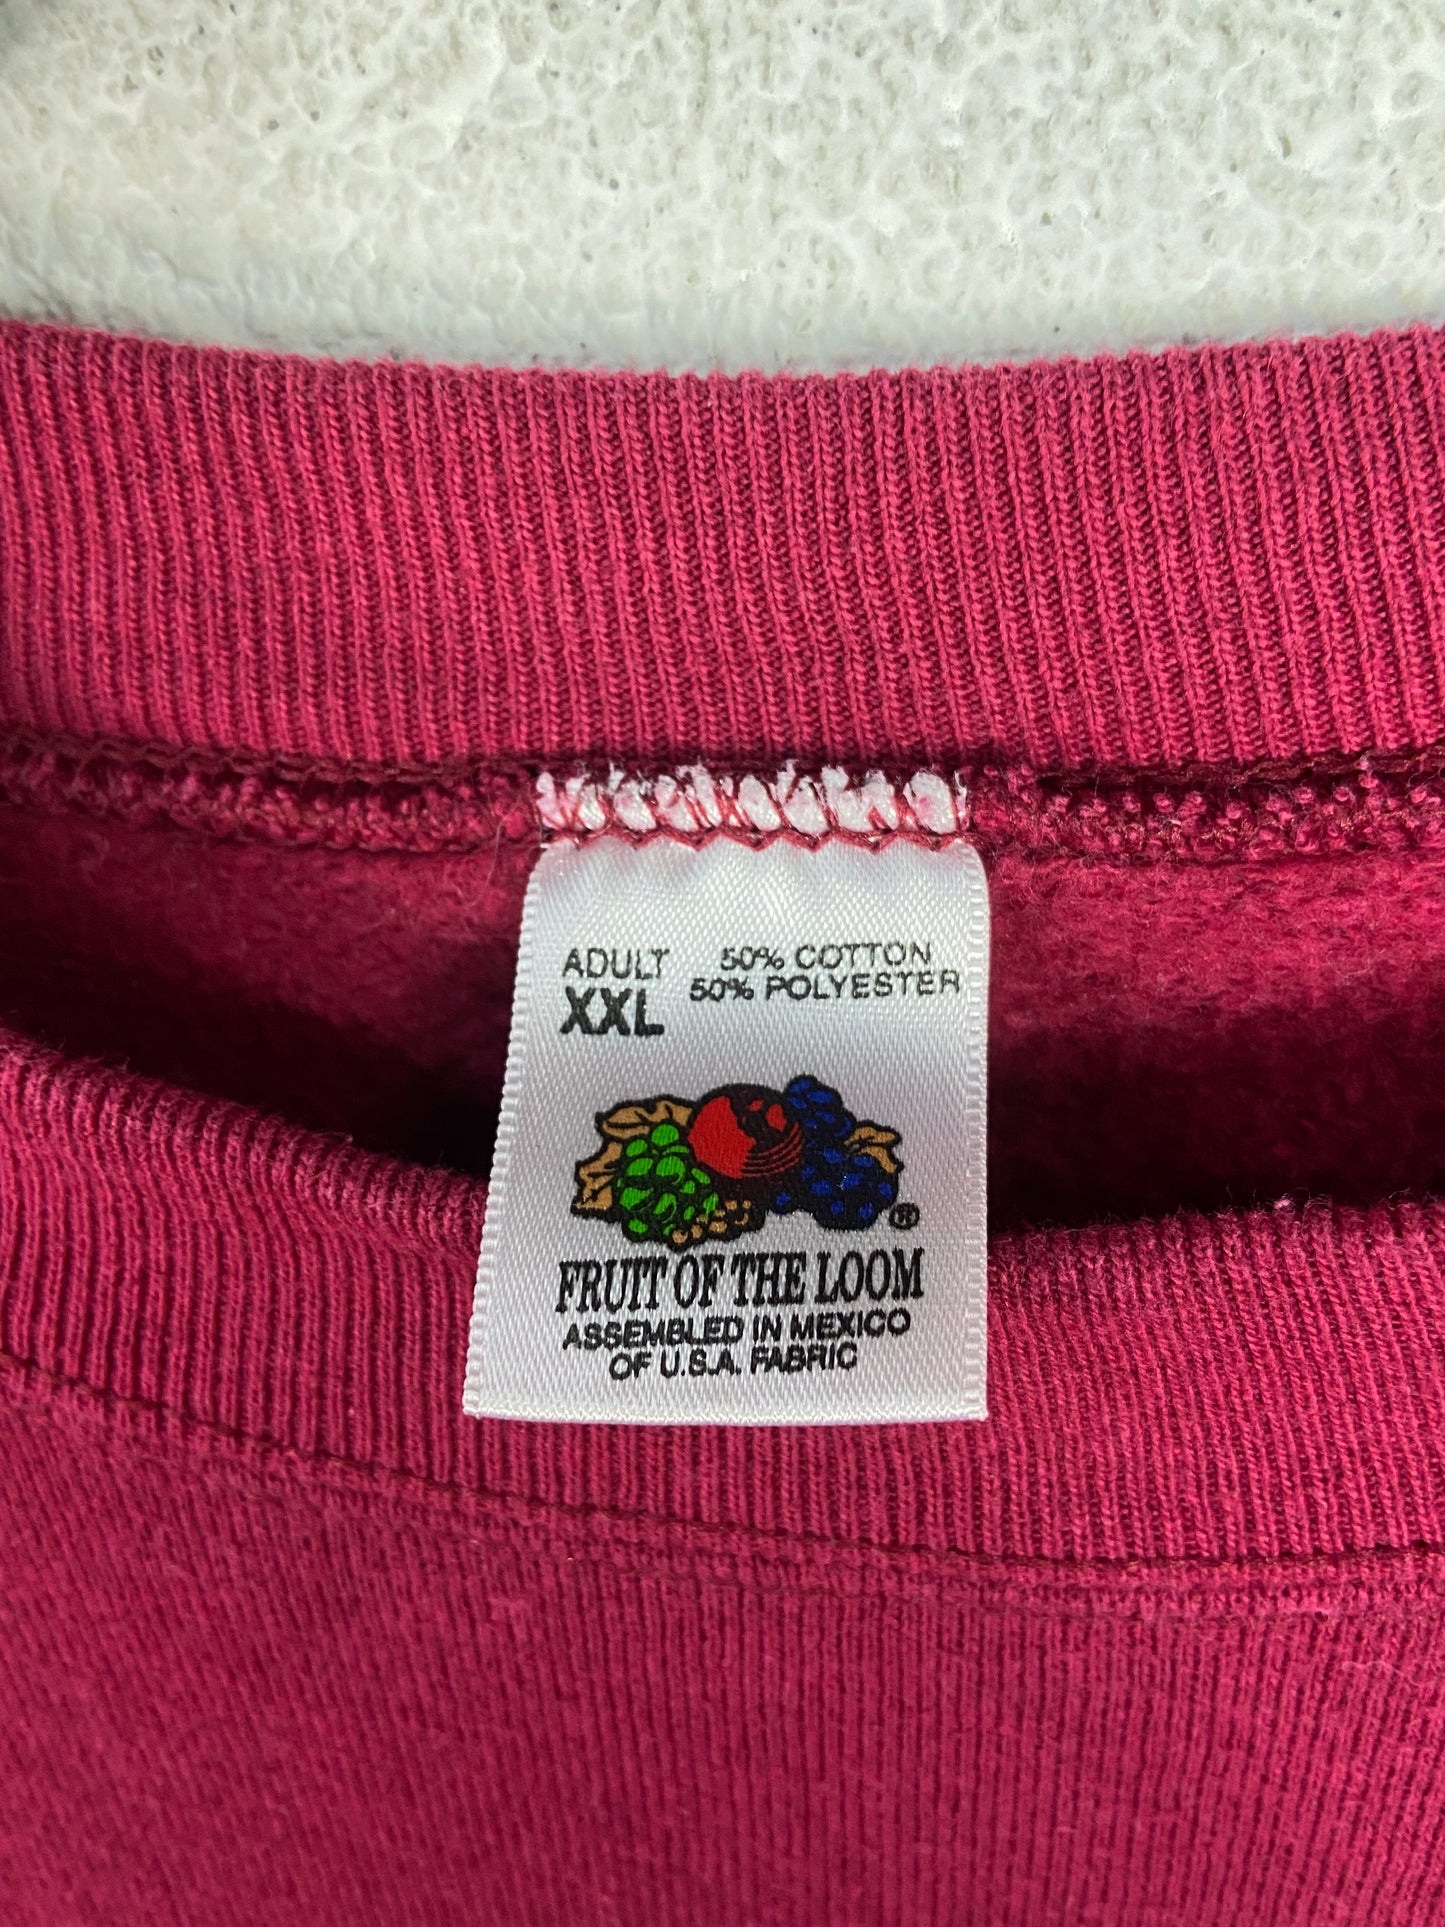 ADULT
XXL
50% COTTON
50% POLYESTER
®
FRUIT OF THE LOOM
ASSEMBLED IN MEXICO
OF U.S.A. FABRIC